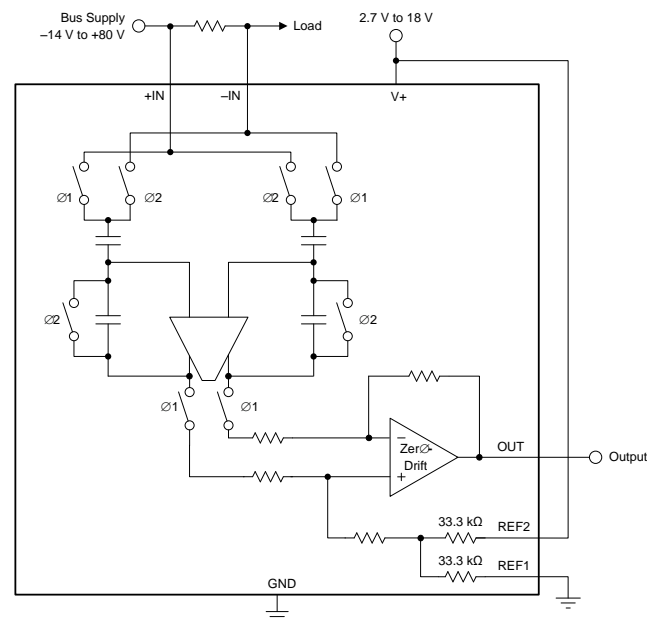 Bus Supply
–14 V to +80 V
Load
2.7 V to 18 V
+IN
–IN
V+
Ø1
Ø2
Ø2
Ø1
Ø2
Ø2
Ø1
Ø1
–
ZerØ-
Drift
+
OUT
Output
33.3 kΩ
REF2
33.3 kΩ
REF1
GND